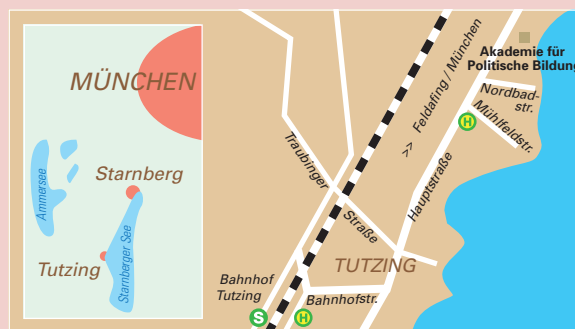 MÜNCHEN
Starnberg
Ammersee
Tutzing
Starnberger See
Akademie für
Politische Bildung
>> Feldafing / München
Nordbad-
str.
Mühlfeldstr.
H
Traubinger
Straße
Hauptstraße
TUTZING
Bahnhof
Tutzing
Bahnhofstr.
S
H